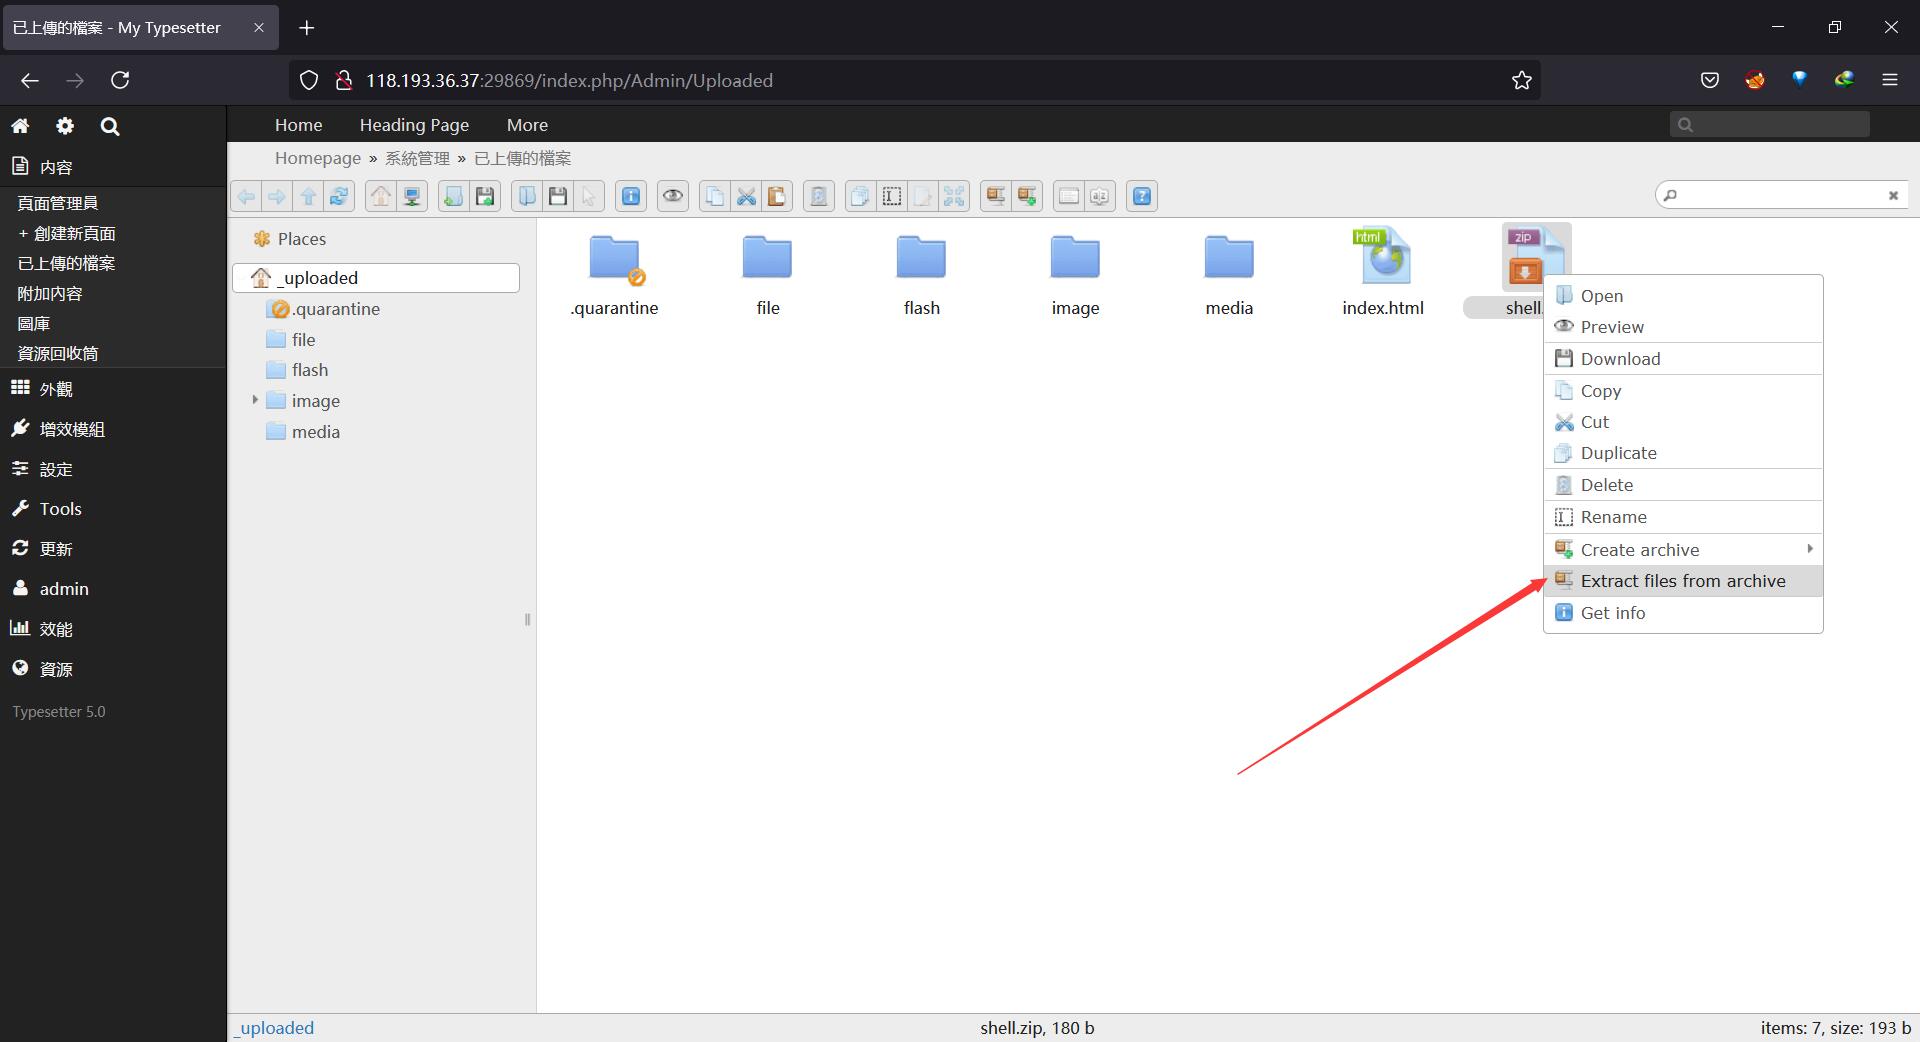 已上傳的檔案 - My Typesetter
118.193.36.37:29869/index.php/Admin/Uploaded
Home Heading Page More
Homepage » 系統管理 » 已上傳的檔案
內容
頁面管理員
+ 創建新頁面
已上傳的檔案
附加內容
圖庫
資源回收筒
外觀
增效模組
設定
Tools
更新
admin
效能
資源
Typesetter 5.0
Places
_uploaded
.quarantine
file
flash
image
media
.quarantine file flash image media index.html shell.
html
zip
Open
Preview
Download
Copy
Cut
Duplicate
Delete
Rename
Create archive
Extract files from archive
Get info
_uploaded shell.zip, 180 b items: 7, size: 193 b